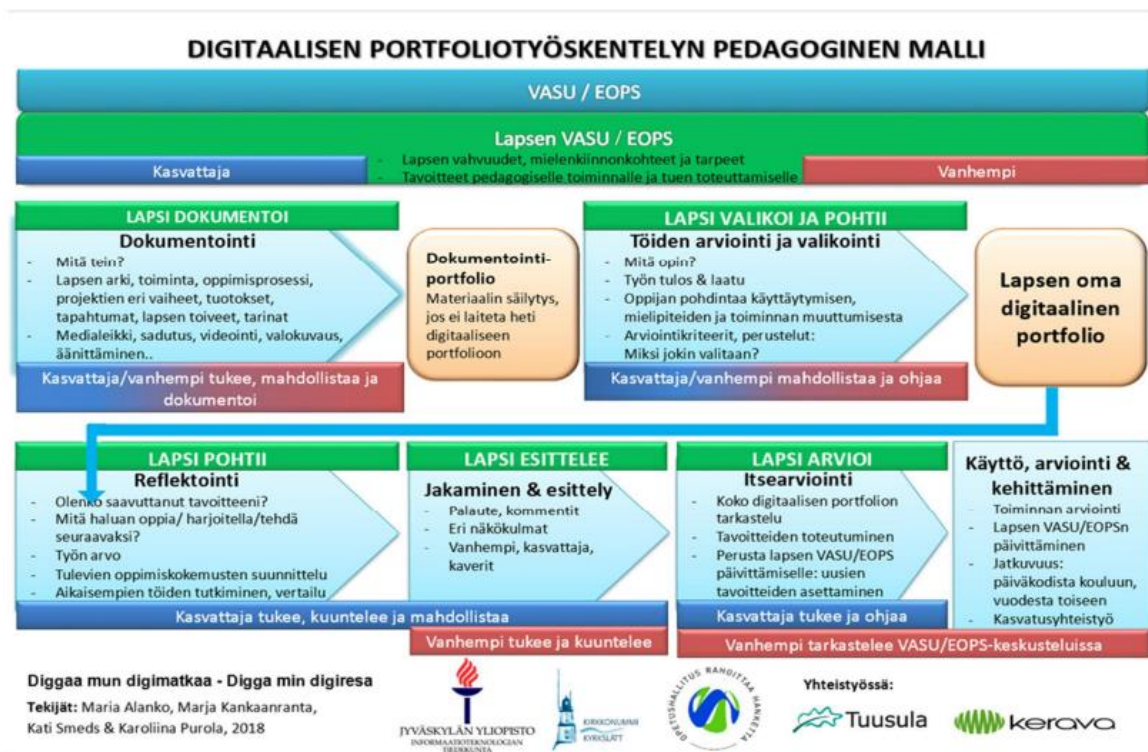 DIGITAALISEN PORTFOLIOTYÖSKENTELYN PEDAGOGINEN MALLI
VASU / EOPS
Lapsen VASU / EOPS
- Lapsen vahvuudet, mielenkiinnonkohteet ja tarpeet
- Tavoitteet pedagogiselle toiminnalle ja tuen toteuttamiselle
Kasvattaja
Vanhempi
LAPSI DOKUMENTOI
Dokumentointi
- Mitä tein?
- Lapsen arki, toiminta, oppimisprosessi,
projektien eri vaiheet, tuotokset,
tapahtumat, lapsen toiveet, tarinat
- Medialeikki, sadutus, videointi, valokuvaus,
äänittäminen..
Kasvattaja/vanhempi tukee, mahdollistaa ja
dokumentoi
Dokumentointi-
portfolio
Materiaalin säilytys,
jos ei laiteta heti
digitaaliseen
portfolioon
LAPSI VALIKOI JA POHTII
Töiden arviointi ja valikointi
- Mitä opin?
- Työn tulos & laatu
- Oppijan pohdintaa käyttäytymisen,
mielipiteiden ja toiminnan muuttumisesta
- Arviointikriteerit, perustelut:
Miksi jokin valitaan?
Kasvattaja/vanhempi mahdollistaa ja ohjaa
Lapsen oma
digitaalinen
portfolio
LAPSI POHTII
Reflektointi
- Olenko saavuttanut tavoitteeni?
- Mitä haluan oppia/ harjoitella/tehdä
seuraavaksi?
- Työn arvo
- Tulevien oppimiskokemusten suunnittelu
- Aikaisempien töiden tutkiminen, vertailu
LAPSI ESITTELEE
Jakaminen & esittely
- Palaute, kommentit
- Eri näkökulmat
- Vanhempi, kasvattaja,
kaverit
Kasvattaja tukee, kuuntelee ja mahdollistaa
Vanhempi tukee ja kuuntelee
LAPSI ARVIOI
Itsearviointi
- Koko digitaalisen portfolion
tarkastelu
- Tavoitteiden toteutuminen
- Perusta lapsen VASU/EOPS
päivittämiselle: uusien
tavoitteiden asettaminen
Kasvattaja tukee ja ohjaa
Käyttö, arviointi &
kehittäminen
- Toiminnan arviointi
- Lapsen VASU/EOPSn
päivittäminen
- Jatkuvuus:
päiväkodista kouluun,
vuodesta toiseen
- Kasvatusyhteistyö
Vanhempi tarkastelee VASU/EOPS-keskusteluissa
Diggaa mun digimatkaa - Digga min digiresa
Tekijät: Maria Alanko, Marja Kankaanranta,
Kati Smeds & Karoliina Purola, 2018
JYVÄSKYLÄN YLIOPISTO
INFORMAATIOTEKNOLOGIAN
TIEDEKUNTA
KIRKKONUMMI
KYRKSLÄTT
OPETUSHALLITUS RAHOITTAA HANKETTA
Yhteistyössä:
Tuusula
kerava